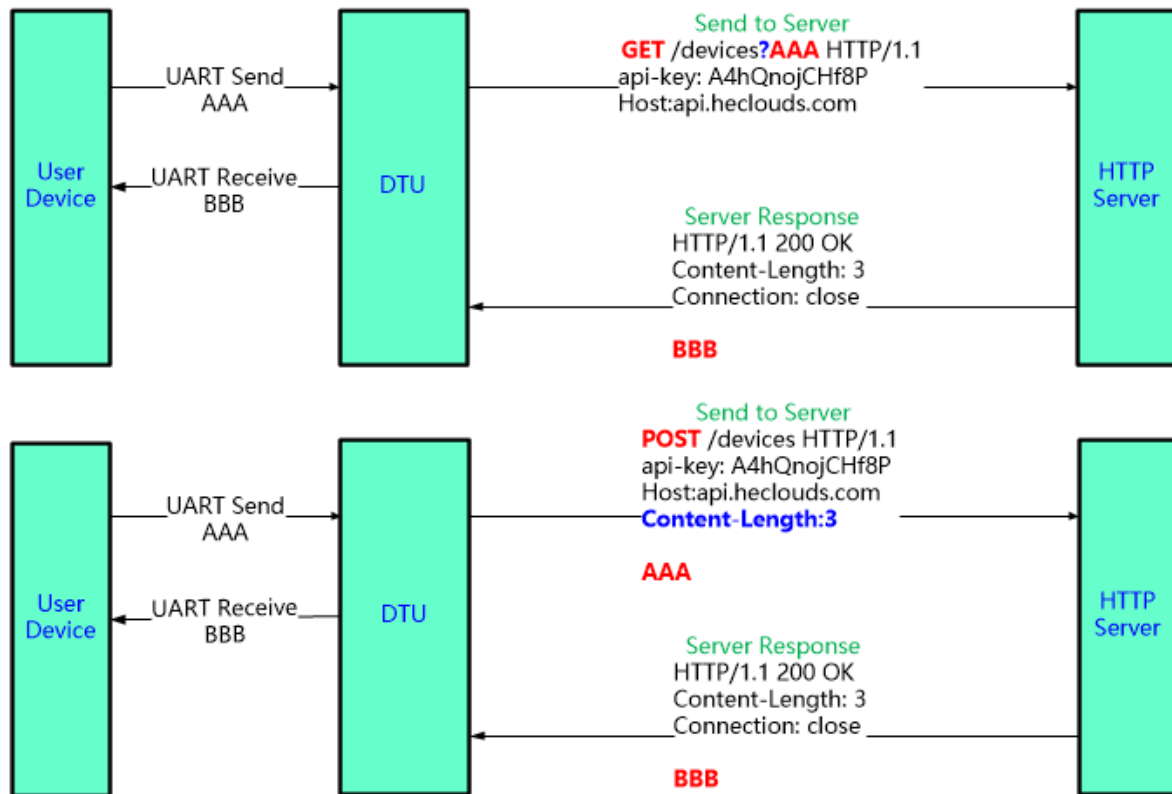 Send to Server
GET /devices?AAA HTTP/1.1
api-key: A4hQnojCHf8P
Host:api.heclouds.com
UART Send
AAA
User
Device
UART Receive
BBB
DTU
HTTP
Server
Server Response
HTTP/1.1 200 OK
Content-Length: 3
Connection: close
BBB
Send to Server
POST /devices HTTP/1.1
api-key: A4hQnojCHf8P
Host:api.heclouds.com
Content-Length:3
AAA
UART Send
AAA
User
Device
UART Receive
BBB
DTU
HTTP
Server
Server Response
HTTP/1.1 200 OK
Content-Length: 3
Connection: close
BBB